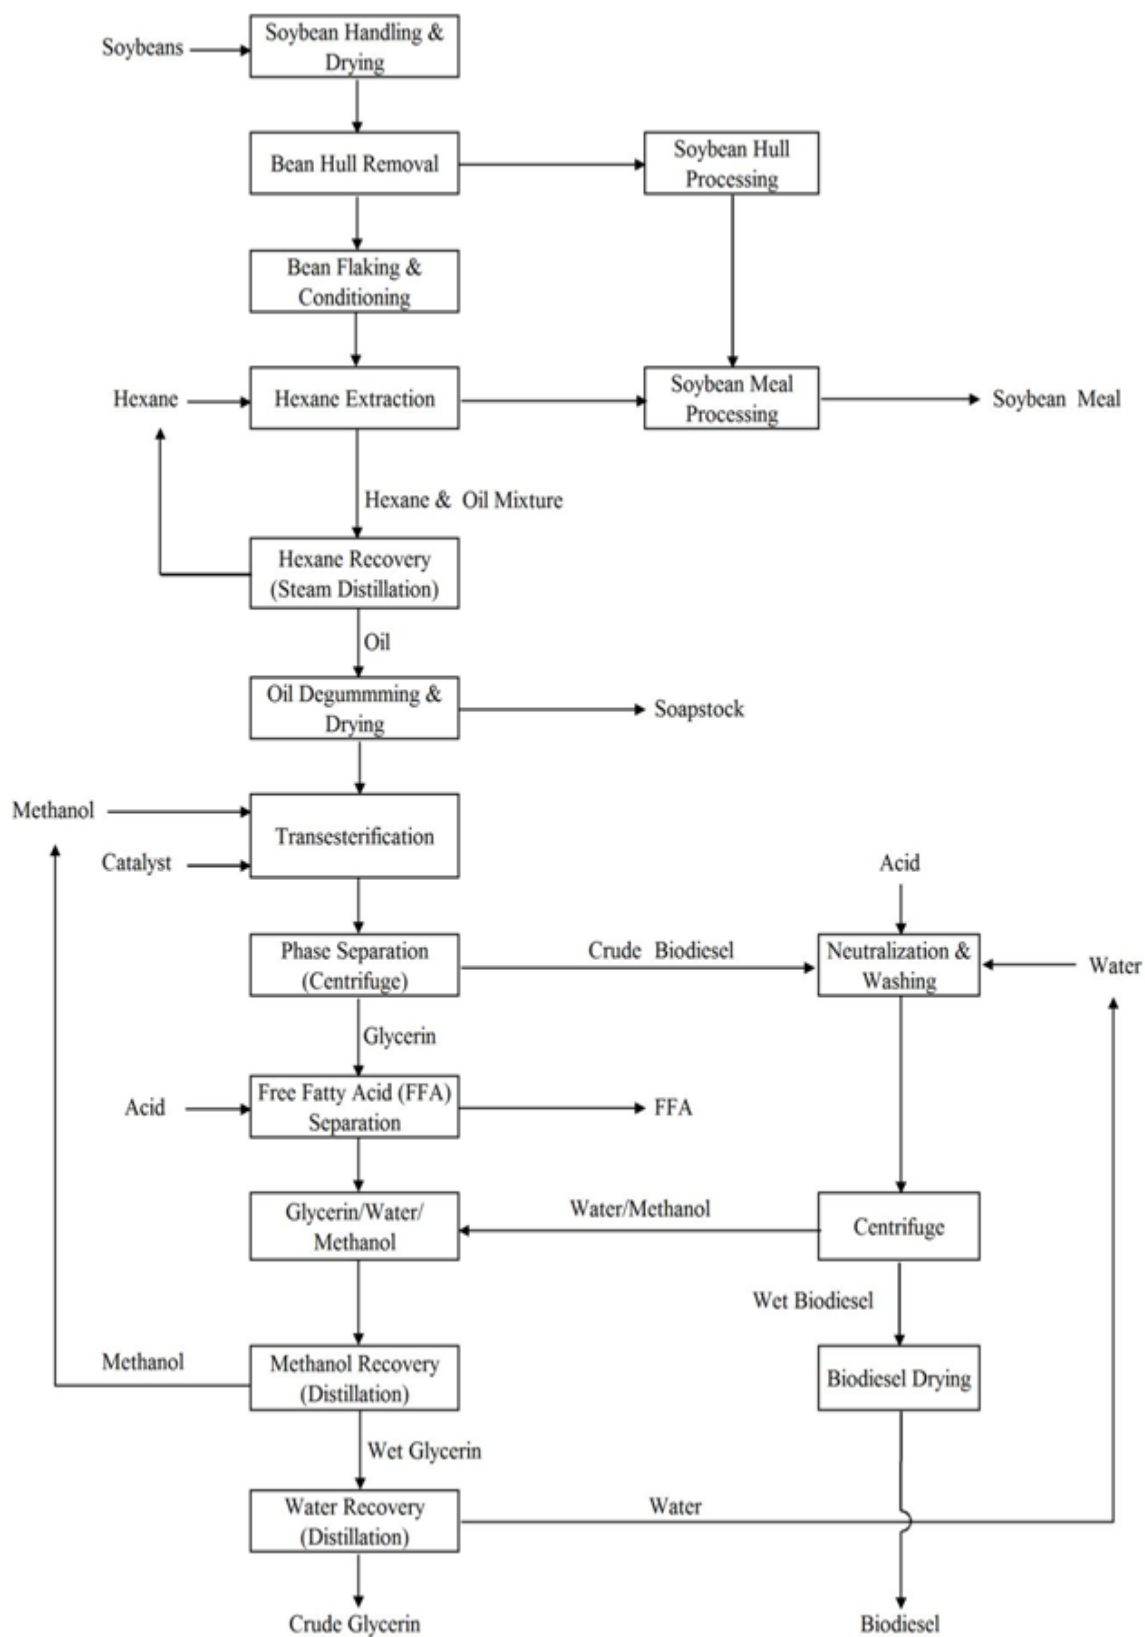 Soybeans
Soybean Handling &
Drying
Bean Hull Removal
Soybean Hull
Processing
Bean Flaking &
Conditioning
Hexane
Hexane Extraction
Soybean Meal
Processing
Soybean Meal
Hexane & Oil Mixture
Hexane Recovery
(Steam Distillation)
Oil
Oil Degummming &
Drying
Soapstock
Methanol
Transesterification
Catalyst
Acid
Phase Separation
(Centrifuge)
Crude Biodiesel
Neutralization &
Washing
Water
Glycerin
Acid
Free Fatty Acid (FFA)
Separation
FFA
Glycerin/Water/
Methanol
Water/Methanol
Centrifuge
Wet Biodiesel
Methanol
Methanol Recovery
(Distillation)
Biodiesel Drying
Wet Glycerin
Water Recovery
(Distillation)
Water
Crude Glycerin
Biodiesel